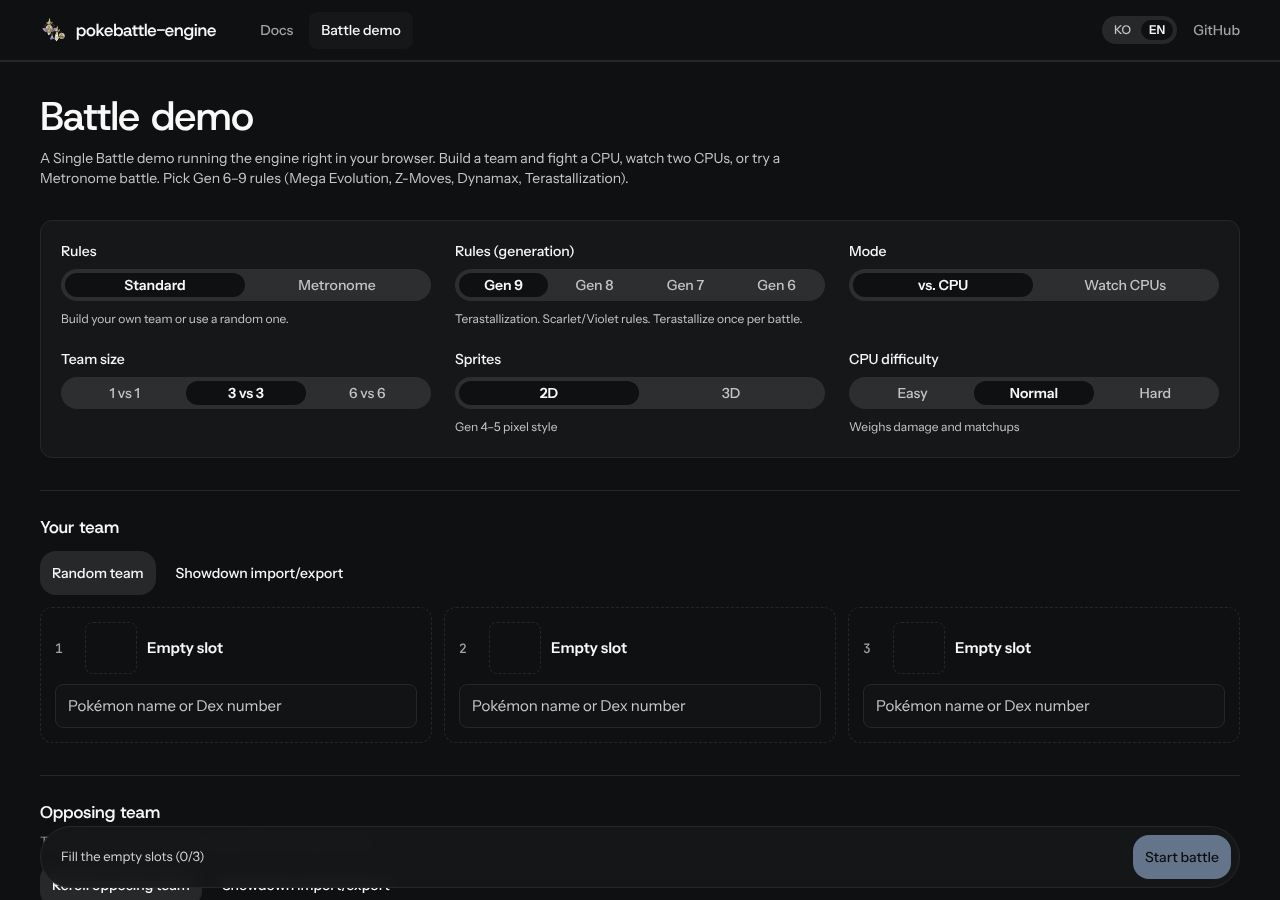 pokebattle-engine
Docs
Battle demo
KO
EN
GitHub
Battle demo
A Single Battle demo running the engine right in your browser. Build a team and fight a CPU, watch two CPUs, or try a
Metronome battle. Pick Gen 6–9 rules (Mega Evolution, Z-Moves, Dynamax, Terastallization).
Rules
Standard
Metronome
Build your own team or use a random one.
Rules (generation)
Gen 9
Gen 8
Gen 7
Gen 6
Terastallization. Scarlet/Violet rules. Terastallize once per battle.
Mode
vs. CPU
Watch CPUs
Team size
1 vs 1
3 vs 3
6 vs 6
Sprites
2D
3D
Gen 4–5 pixel style
CPU difficulty
Easy
Normal
Hard
Weighs damage and matchups
Your team
Random team
Showdown import/export
1
Empty slot
Pokémon name or Dex number
2
Empty slot
Pokémon name or Dex number
3
Empty slot
Pokémon name or Dex number
Opposing team
Fill the empty slots (0/3)
Start battle
Reroll opposing team
Showdown import/export